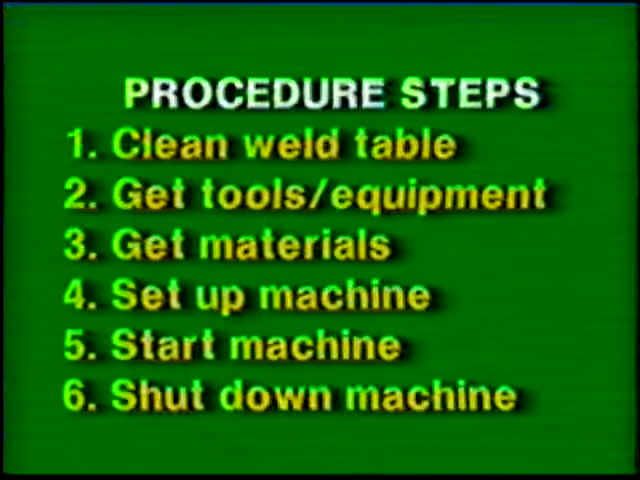 PROCEDURE STEPS
1. Clean weld table
2. Get tools/equipment
3. Get materials
4. Set up machine
5. Start machine
6. Shut down machine